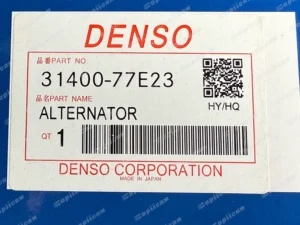 DENSO
品番PART NO
31400-77E23
品名PART NAME
HY/HQ
ALTERNATOR
QT 1
DENSO CORPORATION
MADE IN JAPAN